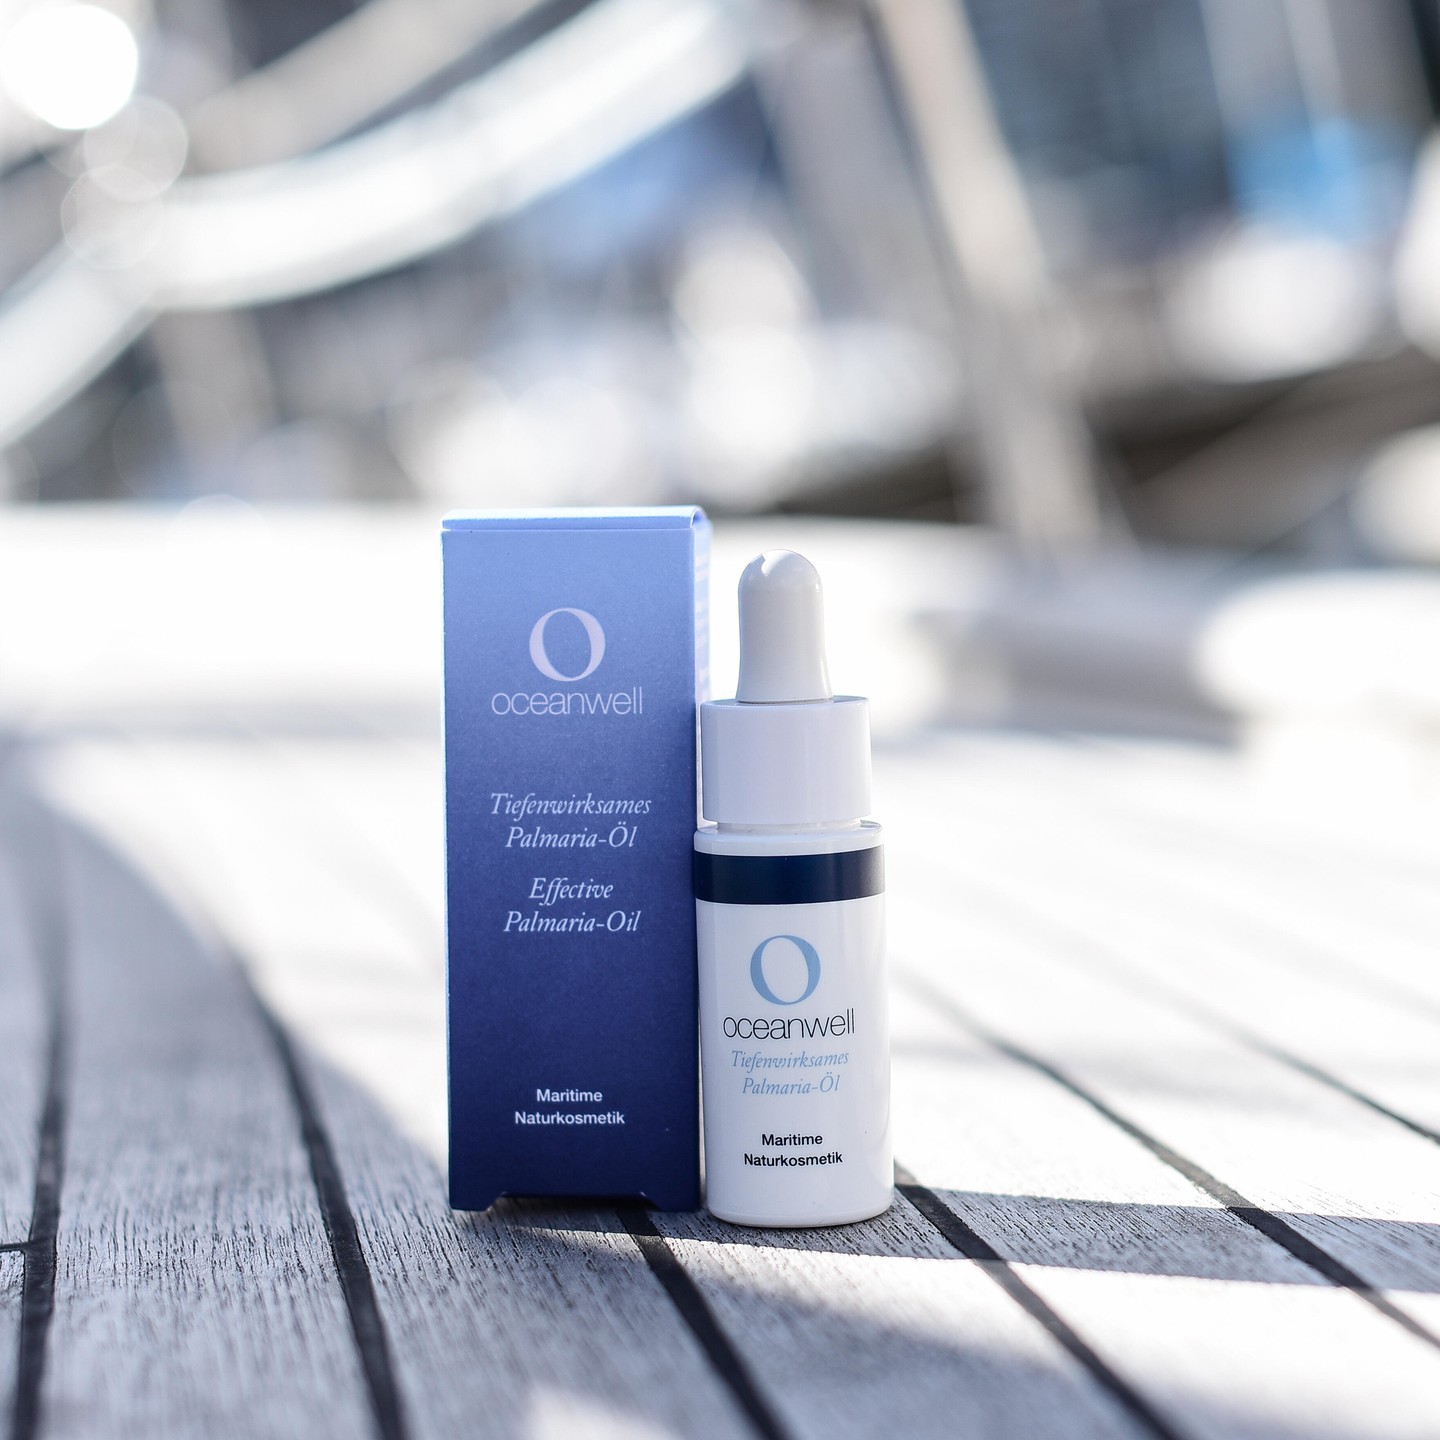 O
oceanwell
Tiefenwirksames
Palmaria-Öl
Effective
Palmaria-Oil
Maritime
Naturkosmetik
O
oceanwell
Tiefenwirksames
Palmaria-Öl
Maritime
Naturkosmetik